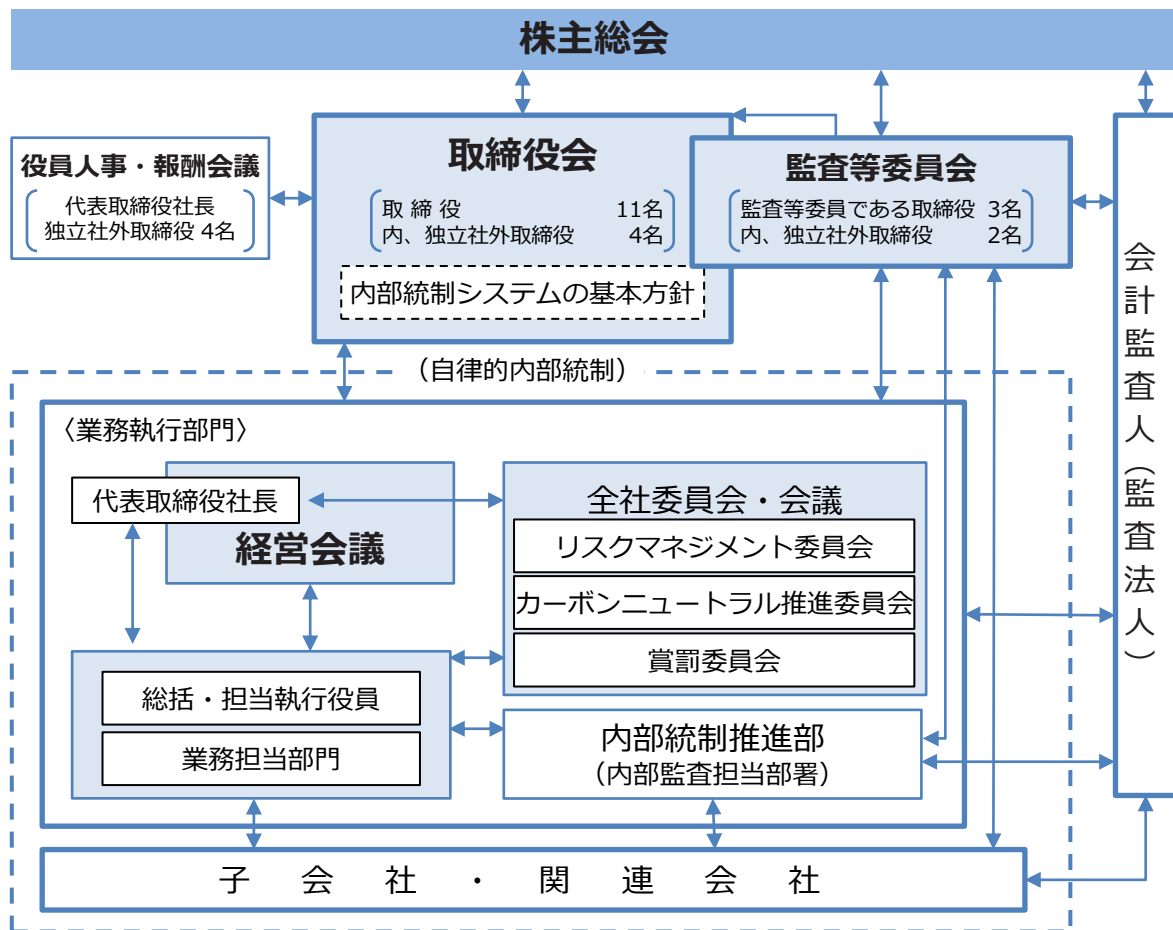 株主総会
役員人事・報酬会議
代表取締役社長
独立社外取締役 4名
取締役会
取 締 役 11名
内、独立社外取締役 4名
内部統制システムの基本方針
監査等委員会
監査等委員である取締役 3名
内、独立社外取締役 2名
会計監査人（監査法人）
（自律的内部統制）
〈業務執行部門〉
代表取締役社長
経営会議
全社委員会・会議
リスクマネジメント委員会
カーボンニュートラル推進委員会
賞罰委員会
総括・担当執行役員
業務担当部門
内部統制推進部
（内部監査担当部署）
子 会 社 ・ 関 連 会 社